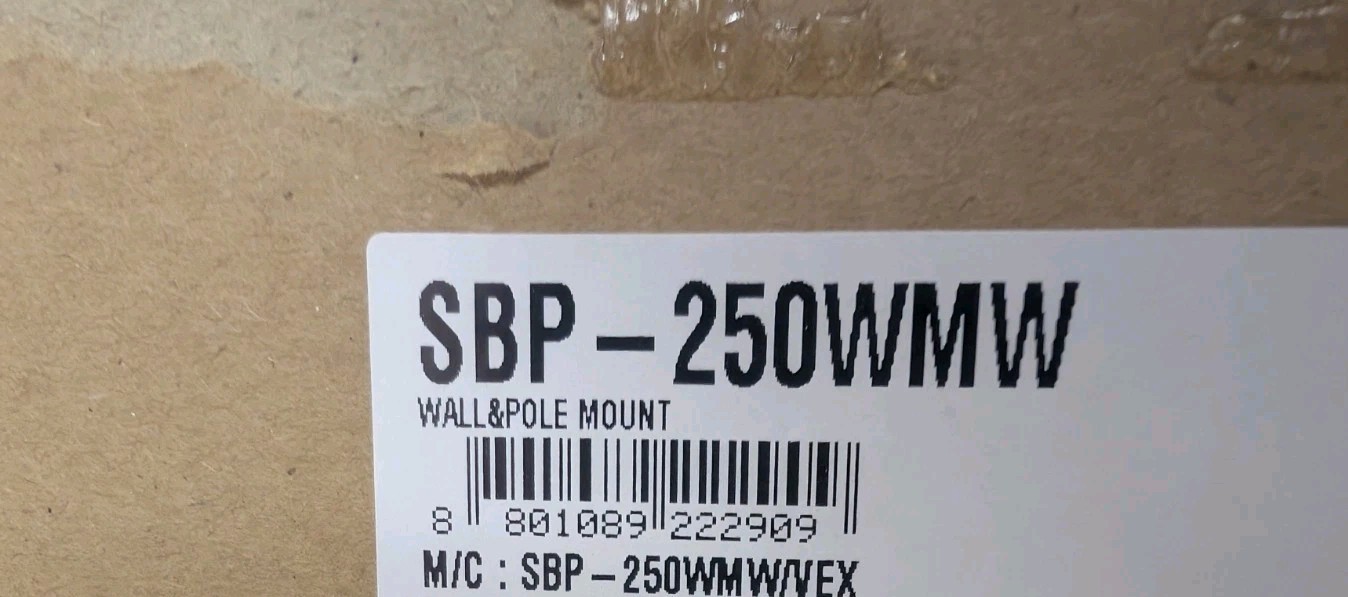 SBP-250WMW
WALL&POLE MOUNT
8 801089 222909
M/C : SBP-250WMW/VEX